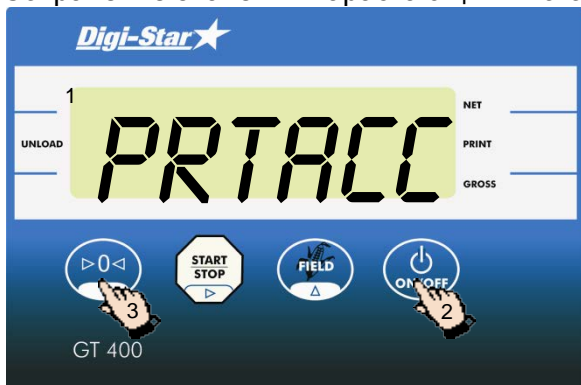 Digi-Star
1
PRTACC
NET
UNLOAD
PRINT
GROSS
▷0◁
START
STOP
▷
FIELD
△
ON/OFF
3
2
GT 400